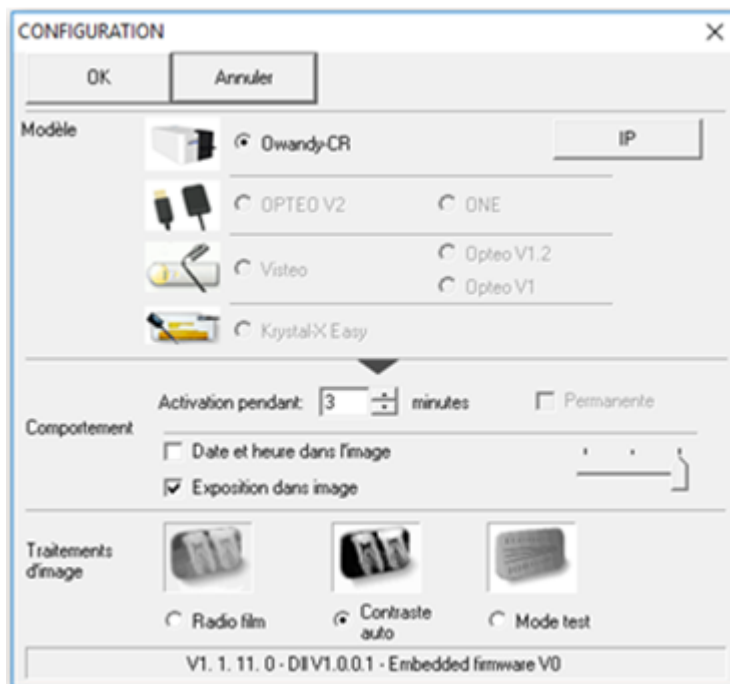 CONFIGURATION
OK
Annuler
Modèle
Owandy-CR
IP
OPTEO V2
ONE
Visteo
Opteo V1.2
Opteo V1
Krystal-X Easy
Activation pendant: 3 minutes
Permanente
Comportement
Date et heure dans l'image
Exposition dans image
Traitements
d'image
Radio film
Contraste
auto
Mode test
V1. 1. 11. 0 - Dll V1.0.0.1 - Embedded firmware V0